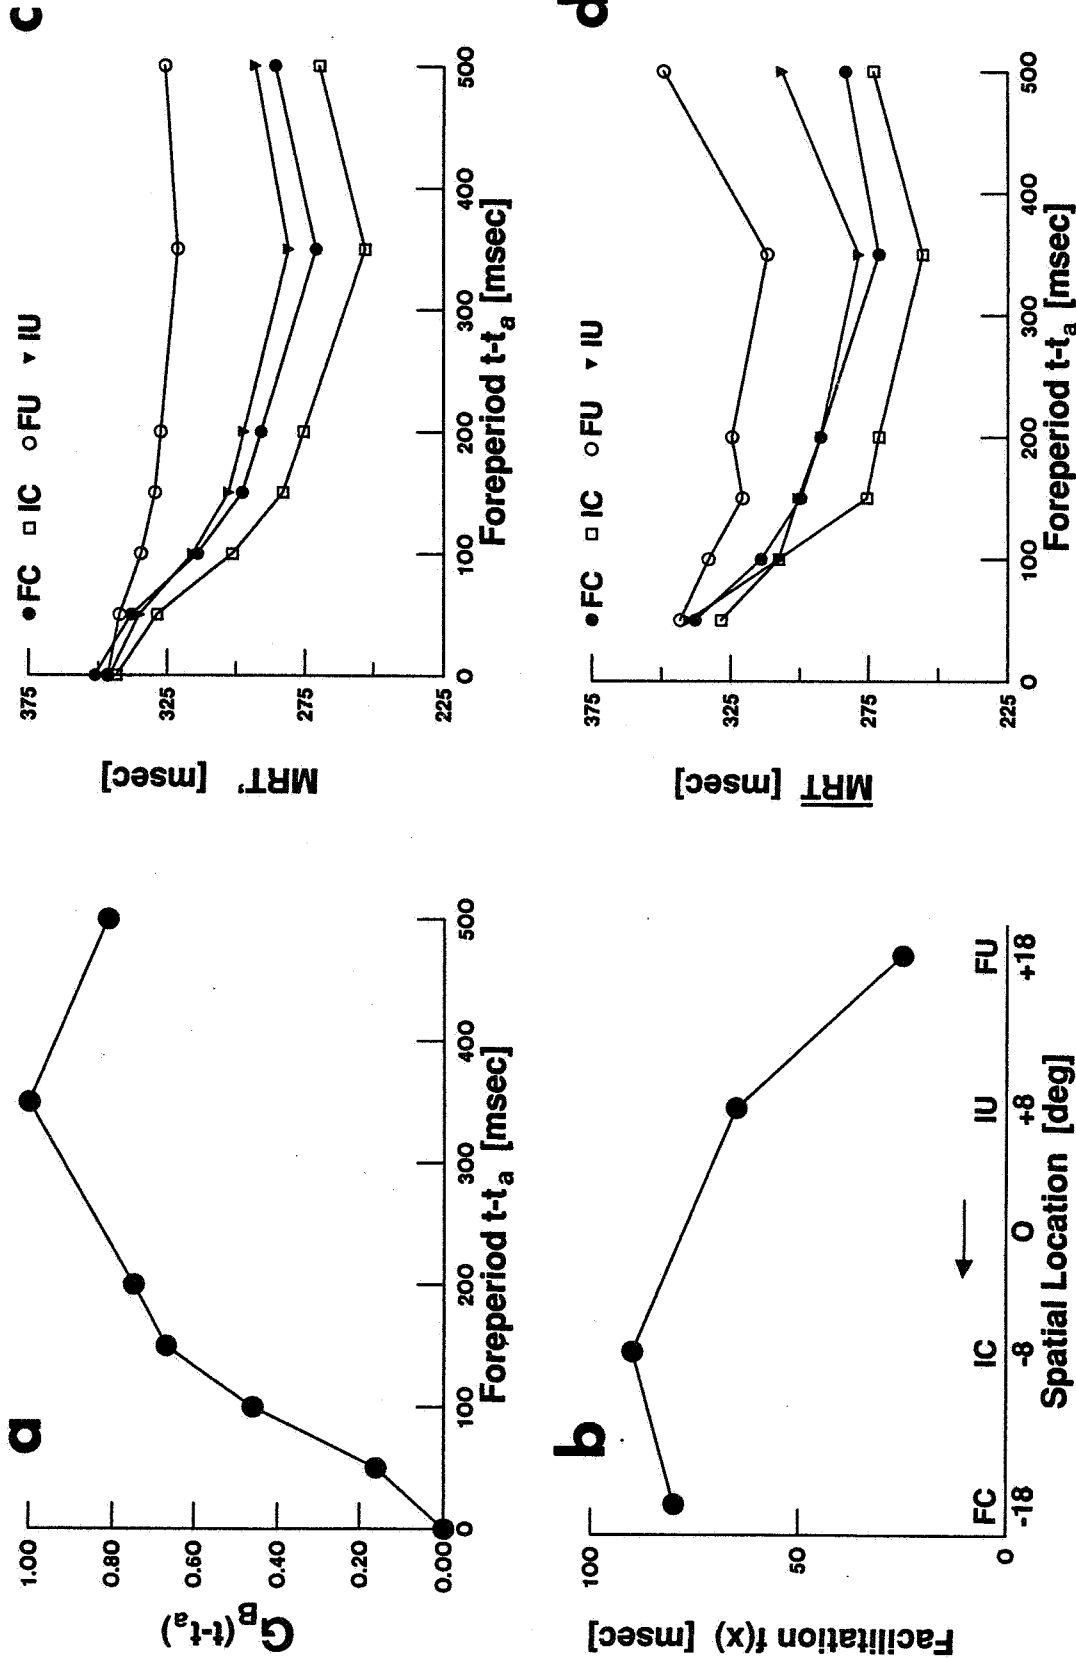 a
1.00
0.80
0.60
0.40
0.20
0.00
G_B(t-t_a)
0 100 200 300 400 500
Foreperiod t-t_a [msec]
b
100
50
0
Facilitation f(x) [msec]
FC IC IU FU
-18 -8 0 +8 +18
Spatial Location [deg]
c
FC IC FU IU
375
325
275
225
MRT' [msec]
0 100 200 300 400 500
Foreperiod t-t_a [msec]
d
FC IC FU IU
375
325
275
225
MRT [msec]
0 100 200 300 400 500
Foreperiod t-t_a [msec]